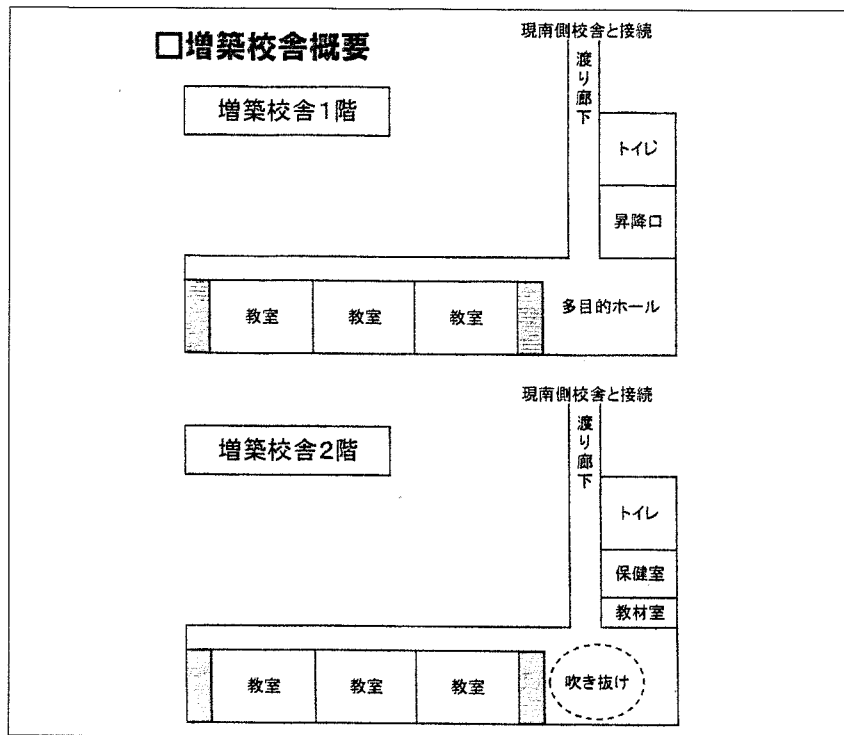 現南側校舎と接続
□増築校舎概要
渡り廊下
増築校舎1階
トイレ
昇降口
教室
教室
教室
多目的ホール
現南側校舎と接続
渡り廊下
増築校舎2階
トイレ
保健室
教材室
教室
教室
教室
吹き抜け